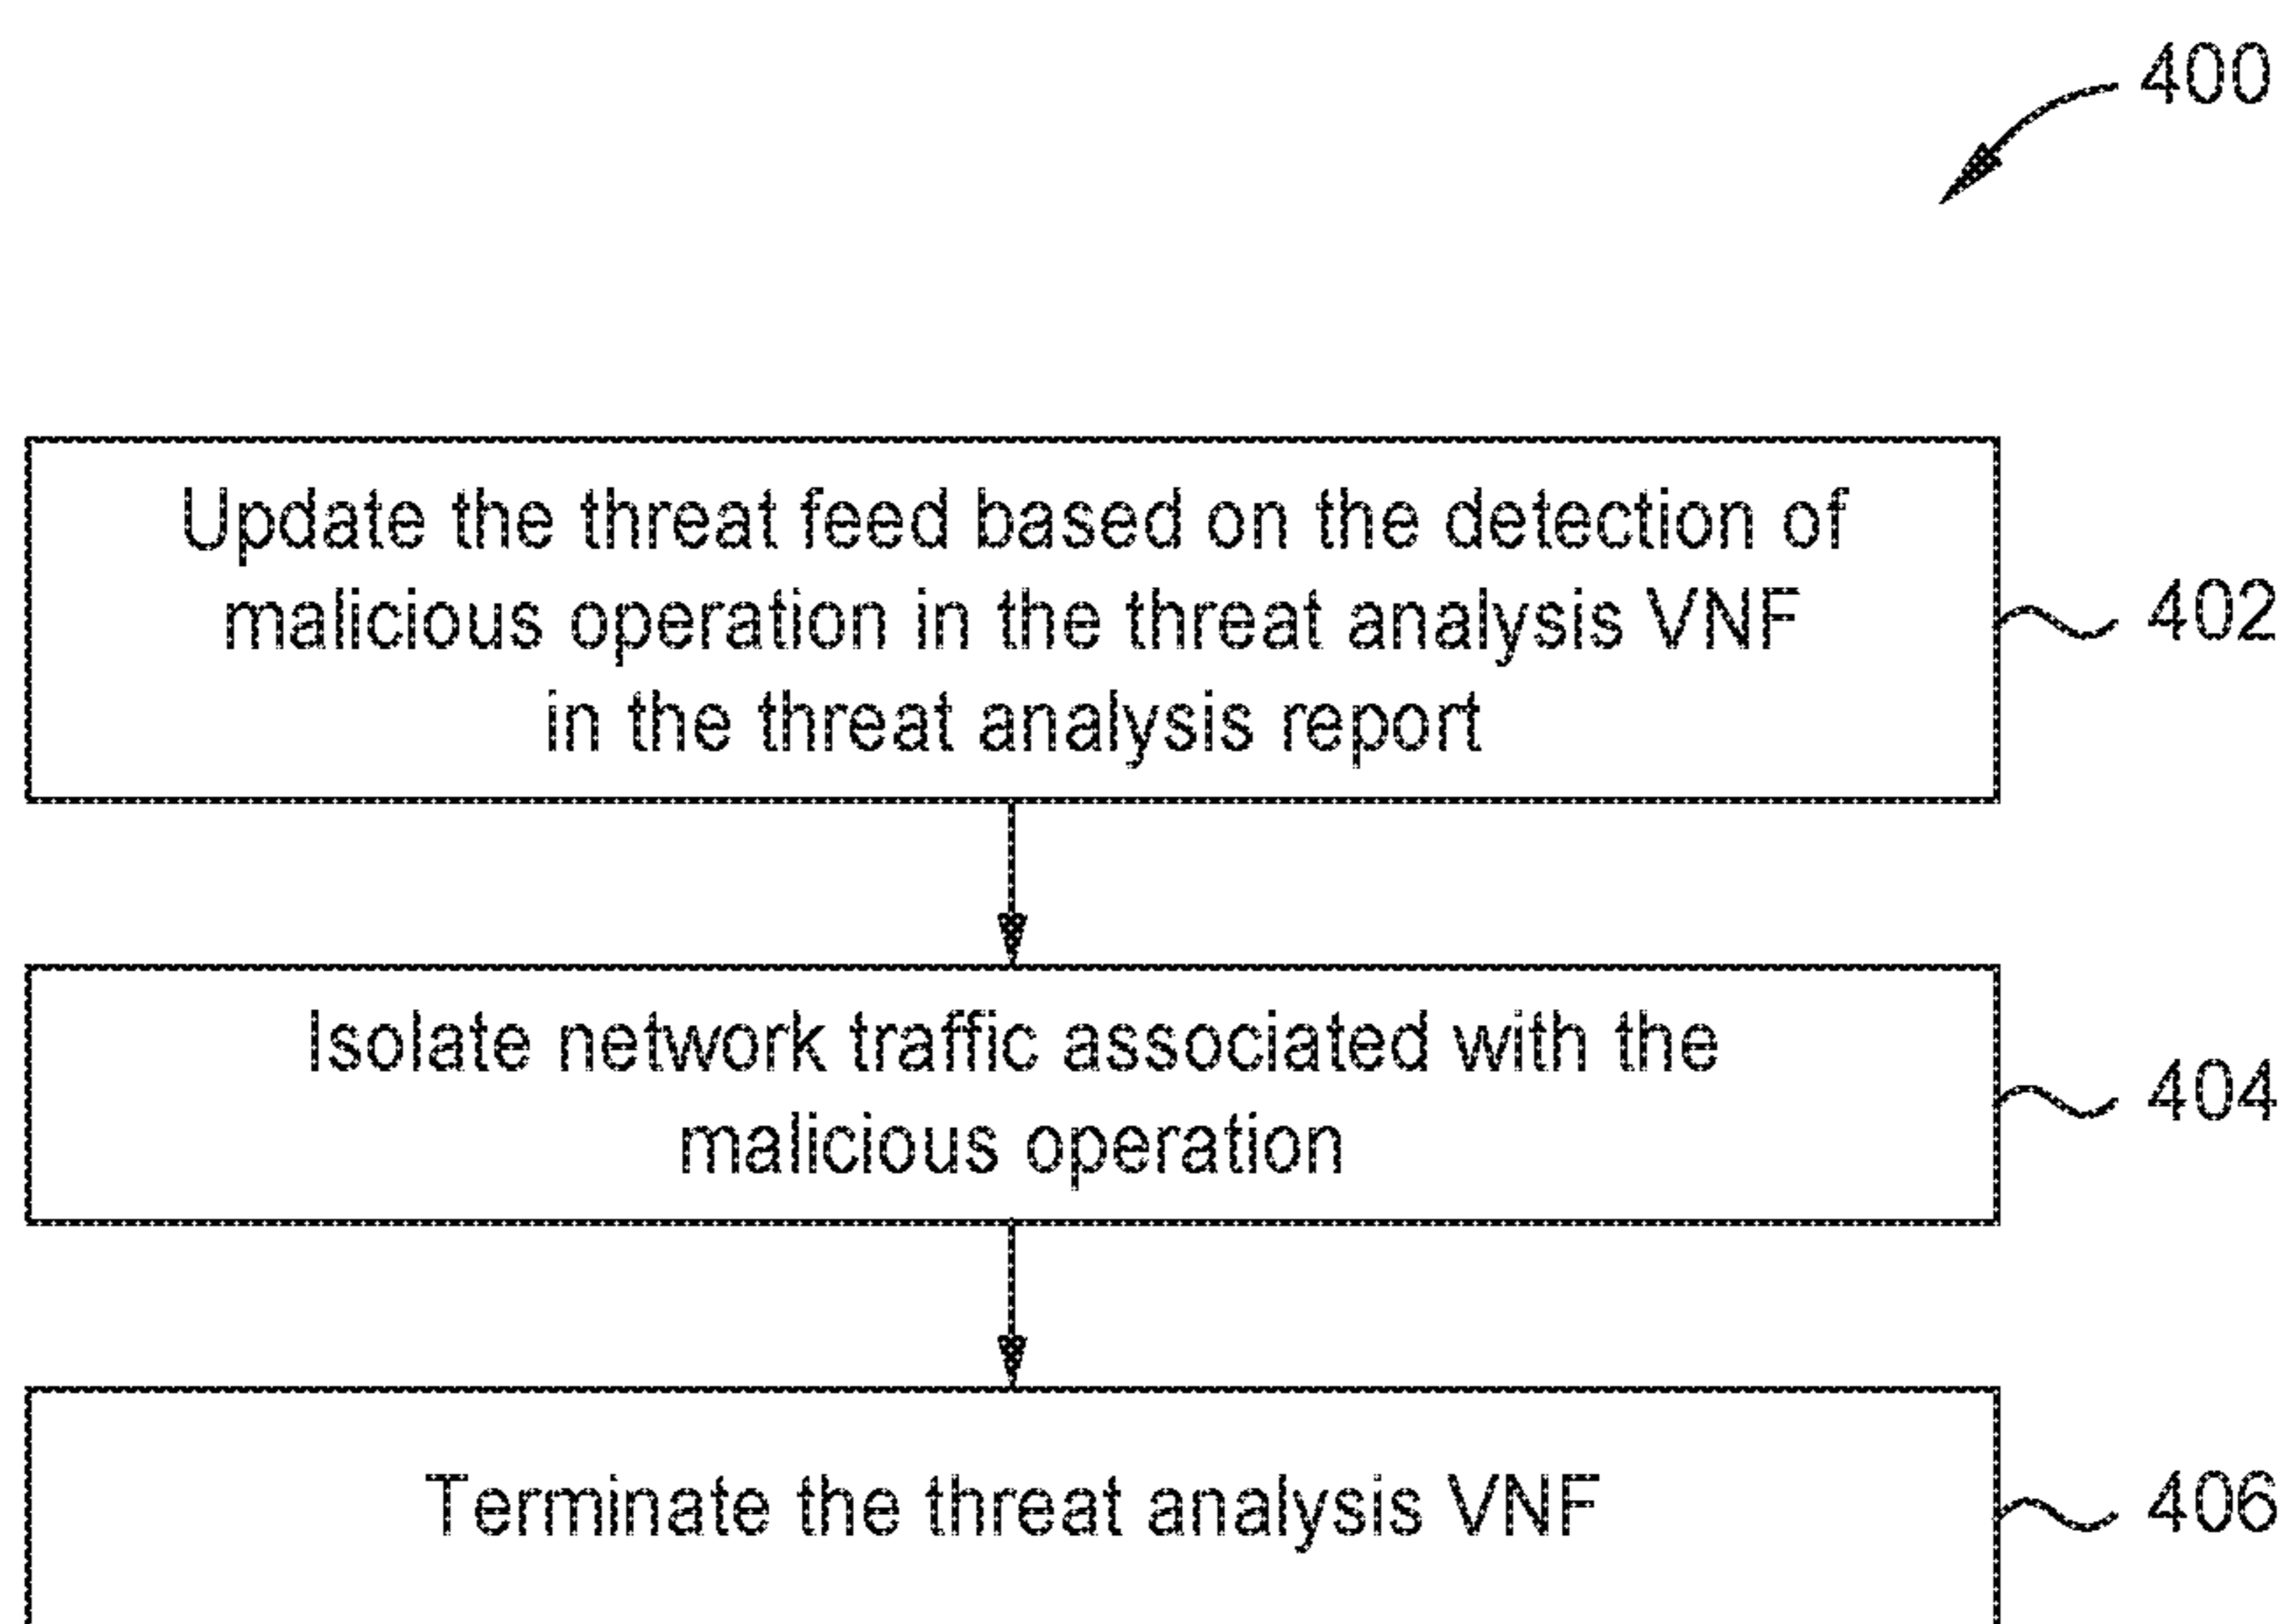 400
Update the threat feed based on the detection of
malicious operation in the threat analysis VNF
in the threat analysis report
402
Isolate network traffic associated with the
malicious operation
404
Terminate the threat analysis VNF
406